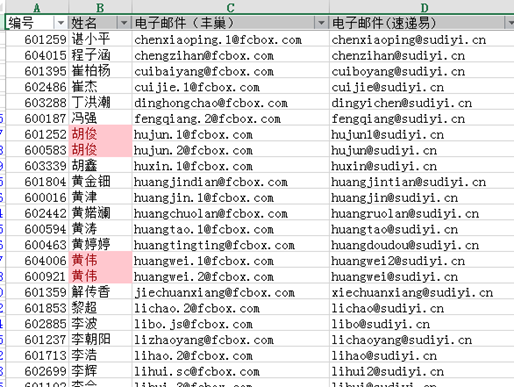 A B C D
编号 姓名 电子邮件（丰巢） 电子邮件(速递易)
601259 谌小平 chenxiaoping.1@fcbox.com chenxiaoping@sudiyi.cn
604015 程子涵 chengzihan@fcbox.com chenzihan@sudiyi.cn
601395 崔柏杨 cuibaiyang@fcbox.com cuiboyang@sudiyi.cn
602486 崔杰 cuijie.1@fcbox.com cuijie@sudiyi.cn
603288 丁洪潮 dinghongchao@fcbox.com dingyichen@sudiyi.cn
600187 冯强 fengqiang.2@fcbox.com fengqiang@sudiyi.cn
601252 胡俊 hujun.1@fcbox.com hujun1@sudiyi.cn
600583 胡俊 hujun.2@fcbox.com hujun@sudiyi.cn
603339 胡鑫 huxin.1@fcbox.com huxin@sudiyi.cn
601804 黄金钿 huangjindian@fcbox.com huangjintian@sudiyi.cn
600016 黄津 huangjin.1@fcbox.com huangjin@sudiyi.cn
602442 黄婼斓 huangchuolan@fcbox.com huangruolan@sudiyi.cn
600594 黄涛 huangtao.1@fcbox.com huangtao@sudiyi.cn
600463 黄婷婷 huangtingting@fcbox.com huangdoudou@sudiyi.cn
604006 黄伟 huangwei.1@fcbox.com huangwei2@sudiyi.cn
600921 黄伟 huangwei.2@fcbox.com huangwei@sudiyi.cn
601359 解传香 jiechuanxiang@fcbox.com xiechuanxiang@sudiyi.cn
601853 黎超 lichao.2@fcbox.com lichao@sudiyi.cn
602885 李波 libo.js@fcbox.com libo@sudiyi.cn
601237 李朝阳 lizhaoyang@fcbox.com lichaoyang@sudiyi.cn
601713 李浩 lihao.2@fcbox.com lihao@sudiyi.cn
602699 李辉 lihui.sc@fcbox.com lihui2@sudiyi.cn